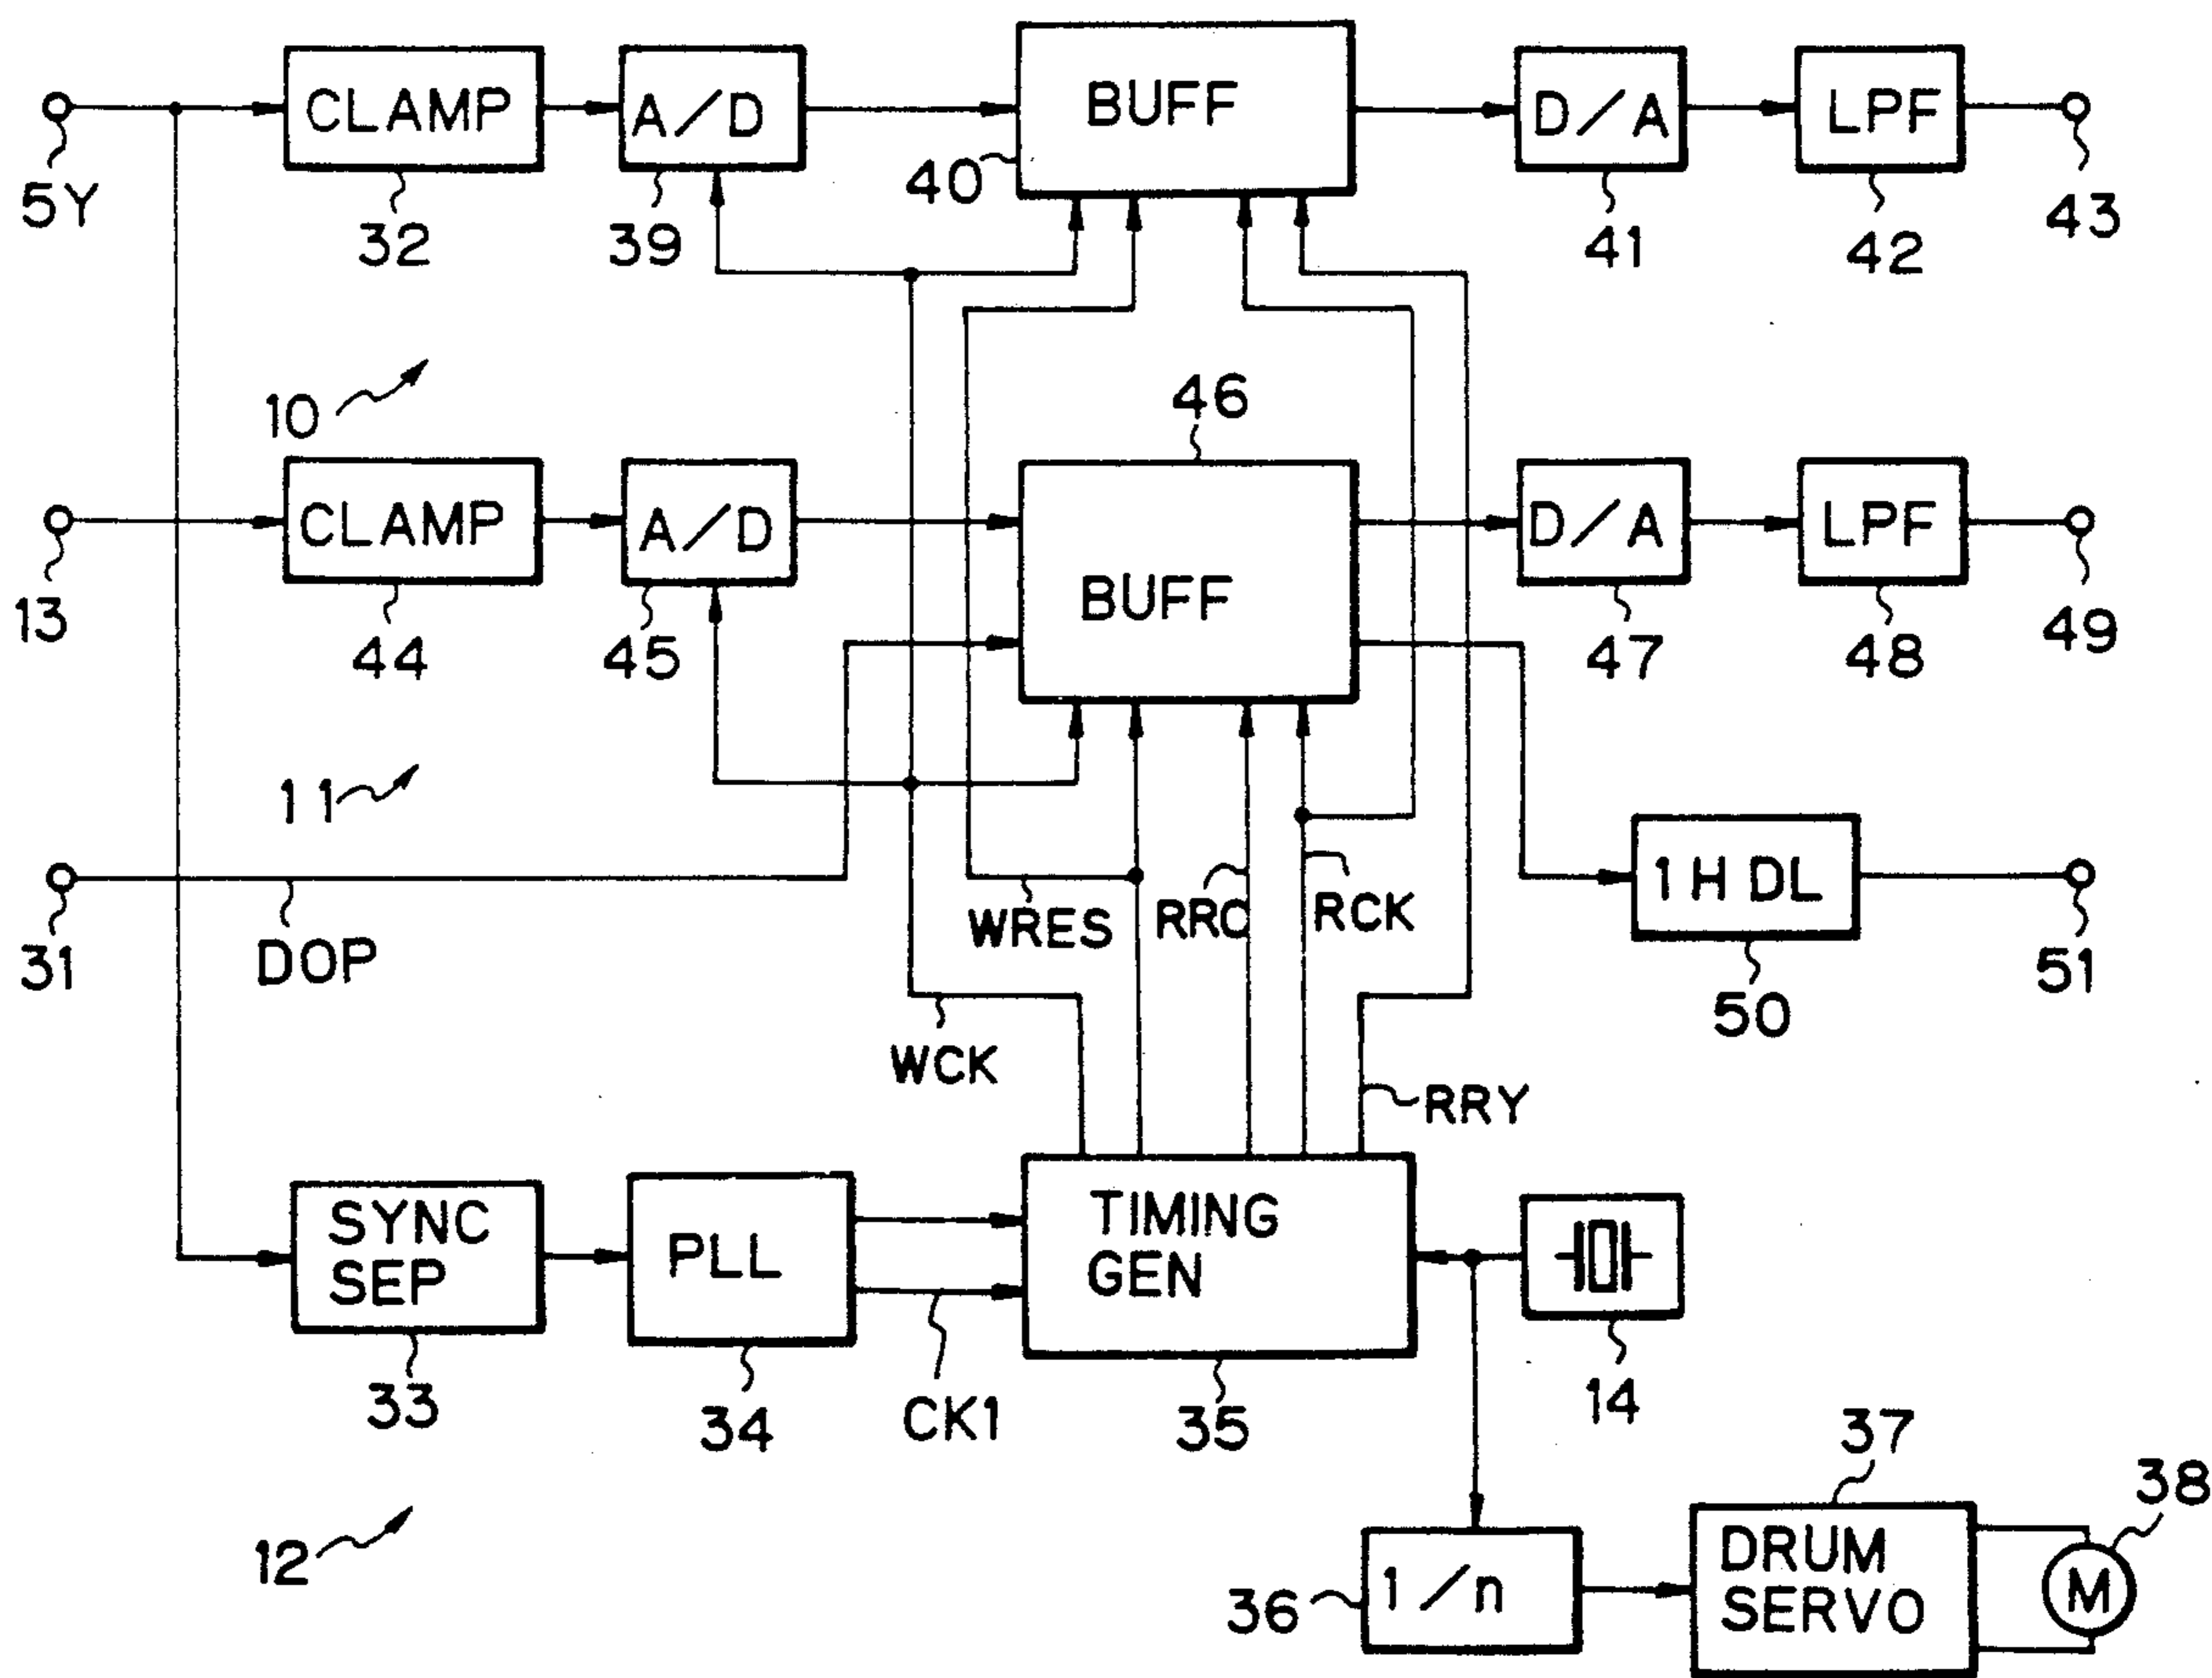 CLAMP
A/D
BUFF
D/A
LPF
5Y
32
39
40
41
42
43
10
46
CLAMP
A/D
BUFF
D/A
LPF
13
44
45
47
48
49
11
1H DL
31
DOP
WRES
RRC
RCK
50
51
WCK
RRY
SYNC
SEP
PLL
TIMING
GEN
33
34
CK1
35
14
37
38
12
36
1/n
DRUM
SERVO
M